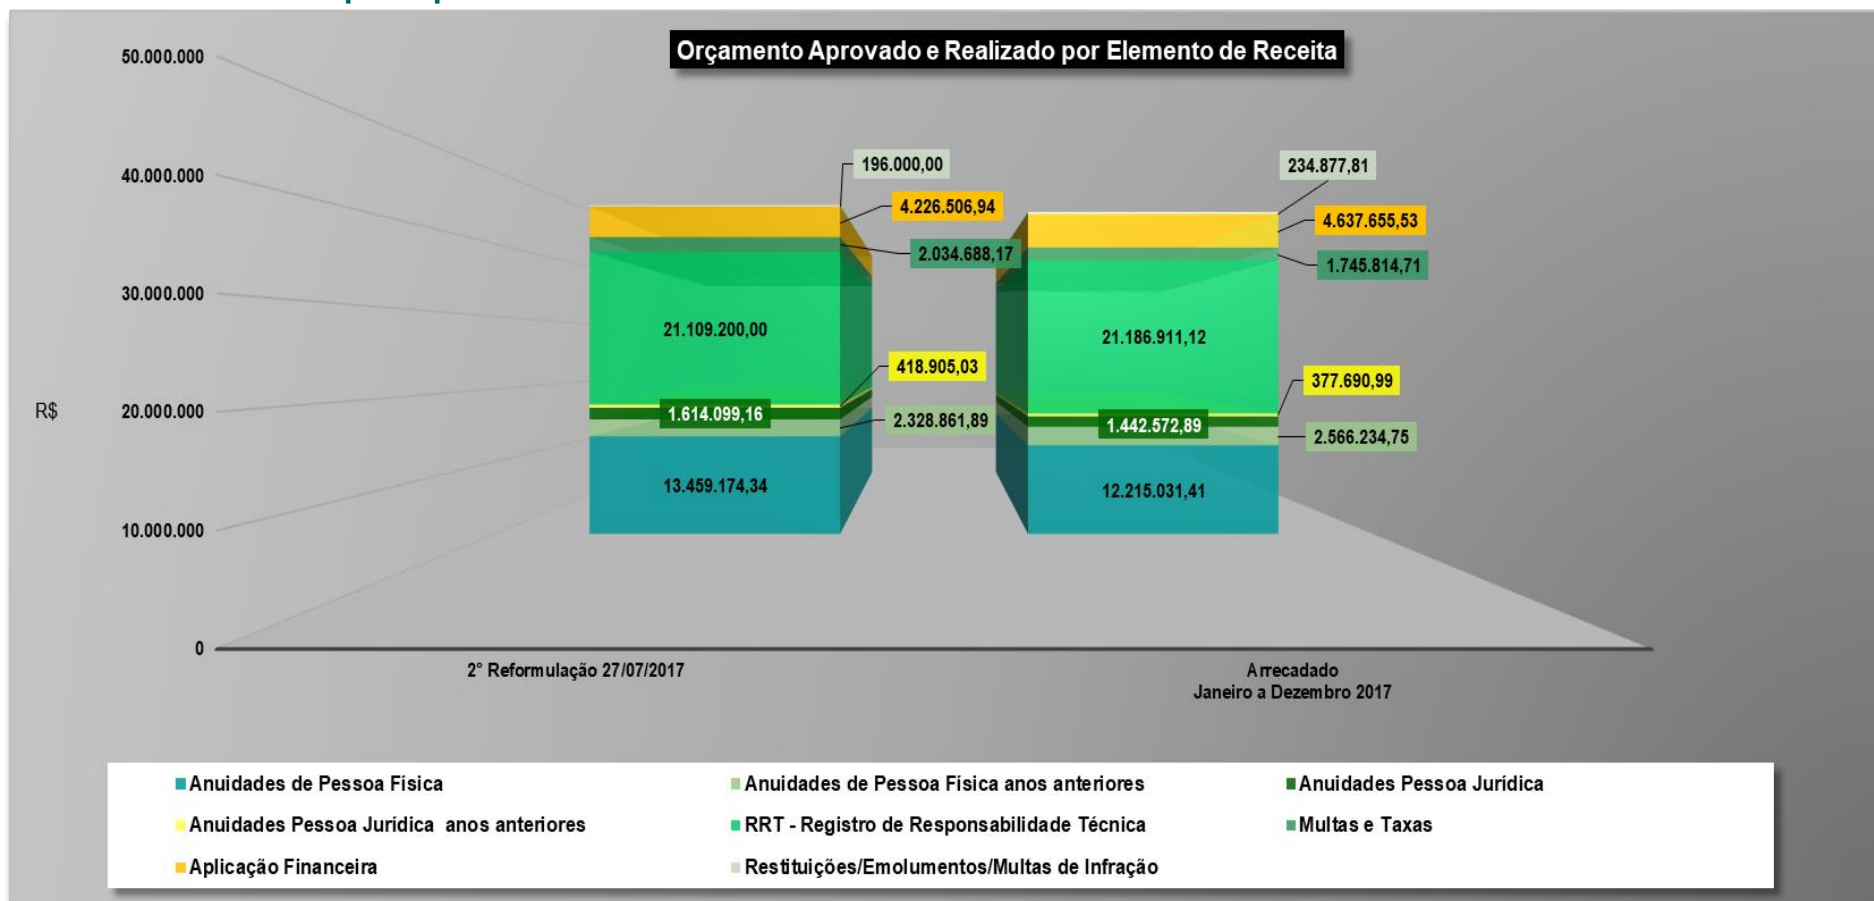 Orçamento Aprovado e Realizado por Elemento de Receita
50.000.000
40.000.000
30.000.000
20.000.000
10.000.000
0
R$
196.000,00
4.226.506,94
2.034.688,17
21.109.200,00
418.905,03
1.614.099,16
2.328.861,89
13.459.174,34
234.877,81
4.637.655,53
1.745.814,71
21.186.911,12
377.690,99
1.442.572,89
2.566.234,75
12.215.031,41
2° Reformulação 27/07/2017
Arrecadado
Janeiro a Dezembro 2017
Anuidades de Pessoa Física
Anuidades de Pessoa Física anos anteriores
Anuidades Pessoa Jurídica
Anuidades Pessoa Jurídica anos anteriores
RRT - Registro de Responsabilidade Técnica
Multas e Taxas
Aplicação Financeira
Restituições/Emolumentos/Multas de Infração